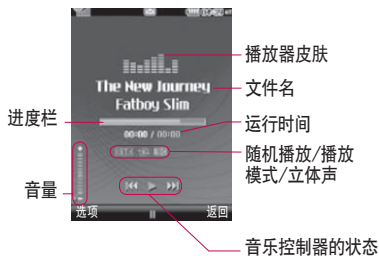 播放器皮肤
The New Journey
文件名
Fatboy Slim
进度栏
00:00 / 00:00
运行时间
随机播放/播放
模式/立体声
音量
选项
返回
音乐控制器的状态